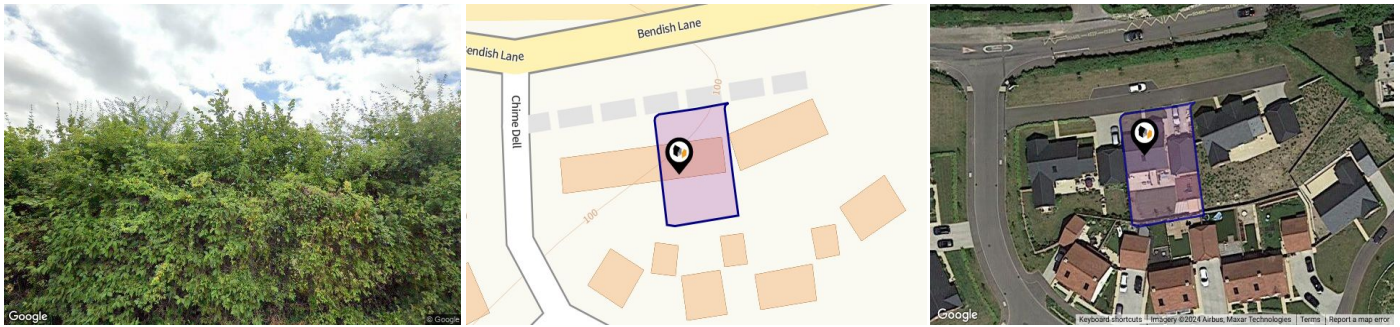 Google
© Google
Bendish Lane
endish Lane
Chime Dell
100
100
Google
Keyboard shortcuts
Imagery ©2024 Airbus, Maxar Technologies
Terms
Report a map error